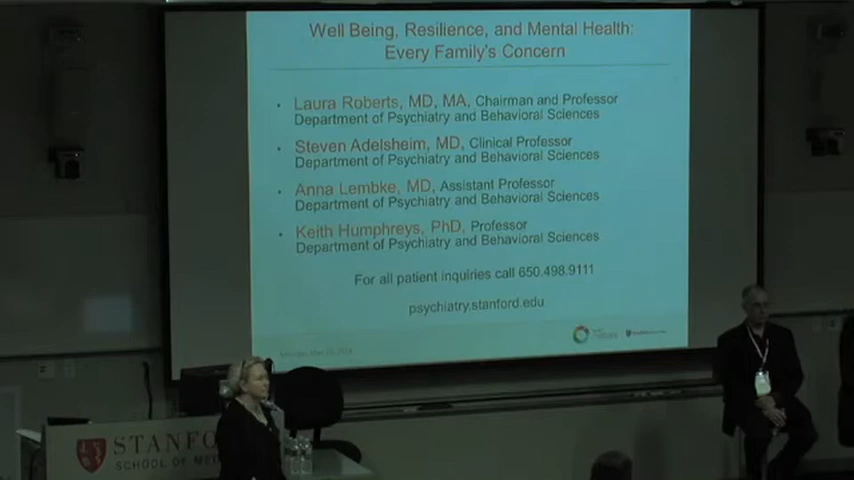 Well Being, Resilience, and Mental Health:
Every Family's Concern
• Laura Roberts, MD, MA, Chairman and Professor
Department of Psychiatry and Behavioral Sciences
• Steven Adelsheim, MD, Clinical Professor
Department of Psychiatry and Behavioral Sciences
• Anna Lembke, MD, Assistant Professor
Department of Psychiatry and Behavioral Sciences
• Keith Humphreys, PhD, Professor
Department of Psychiatry and Behavioral Sciences
For all patient inquiries call 650.498.9111
psychiatry.stanford.edu
STANFO
SCHOOL OF ME